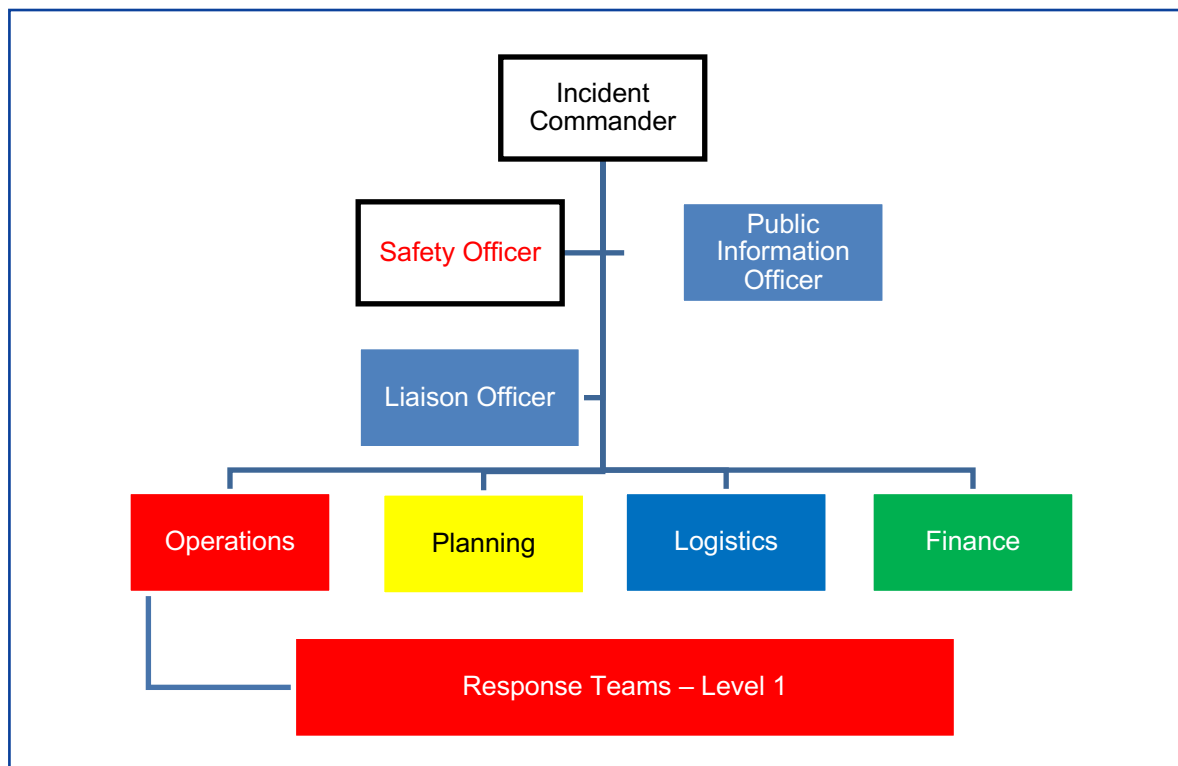 Incident
Commander
Safety Officer
Public
Information
Officer
Liaison Officer
Operations
Planning
Logistics
Finance
Response Teams – Level 1